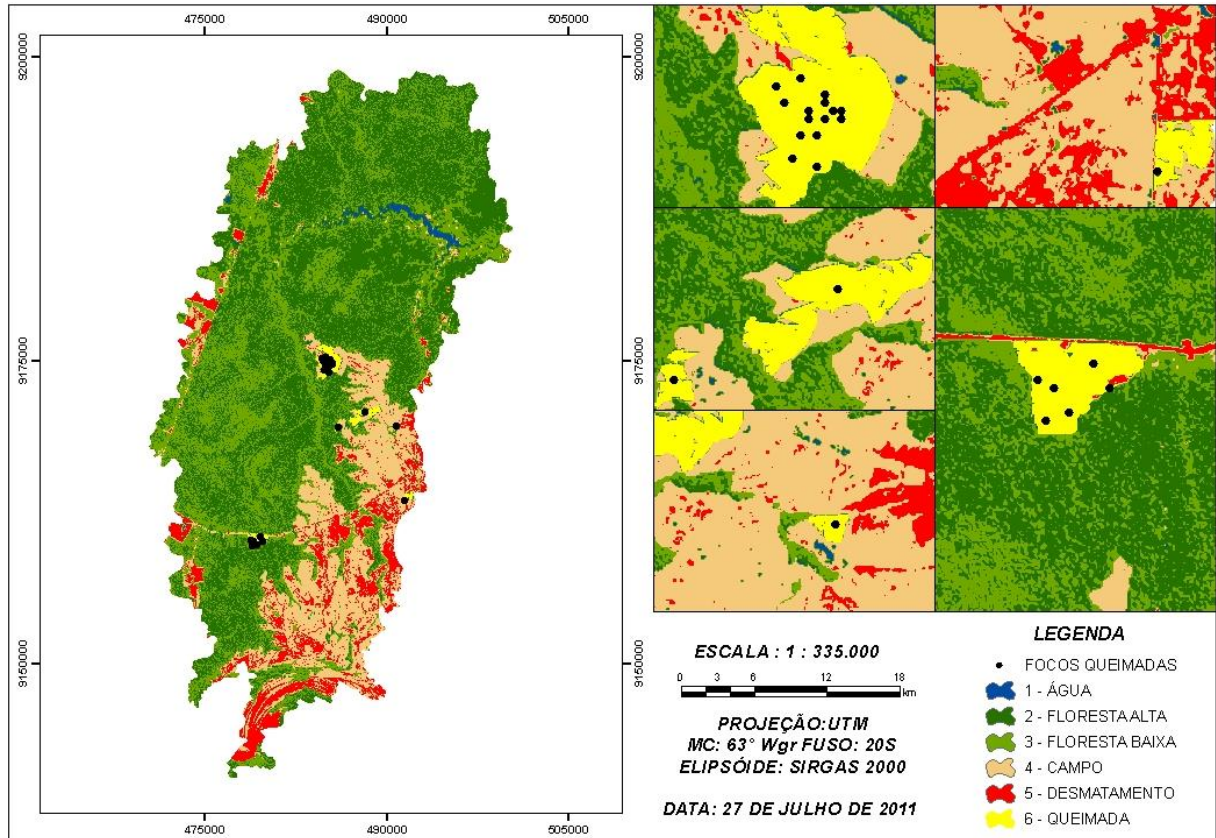 475000 490000 505000
9200000 9200000
9175000 9175000
9150000 9150000
475000 490000 505000
ESCALA : 1 : 335.000
0 3 6 12 18
km
PROJEÇÃO:UTM
MC: 63° Wgr FUSO: 20S
ELIPSÓIDE: SIRGAS 2000
DATA: 27 DE JULHO DE 2011
LEGENDA
FOCOS QUEIMADAS
1 - ÁGUA
2 - FLORESTA ALTA
3 - FLORESTA BAIXA
4 - CAMPO
5 - DESMATAMENTO
6 - QUEIMADA